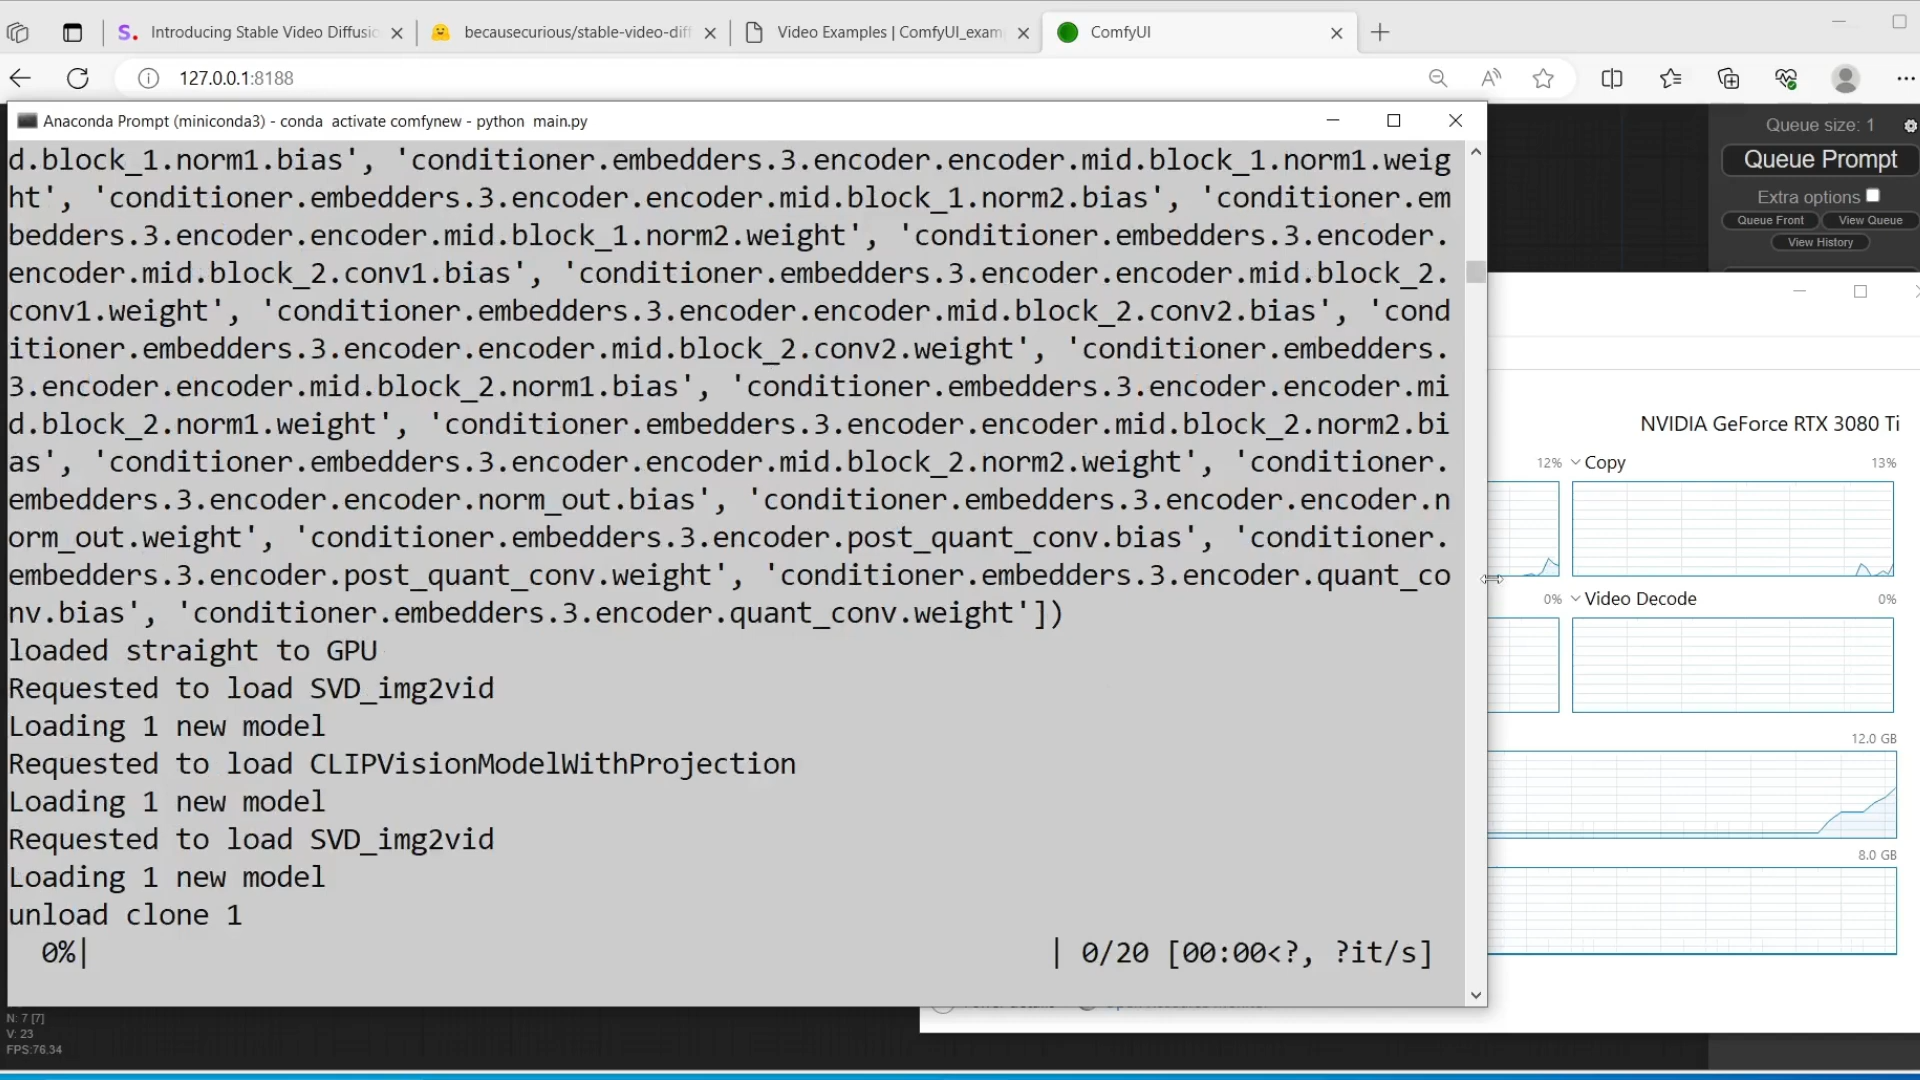 Introducing Stable Video Diffusio
becausecurious/stable-video-diff
Video Examples | ComfyUI_exam
ComfyUI
127.0.0.1:8188
Anaconda Prompt (miniconda3) - conda  activate comfynew - python  main.py
d.block_1.norm1.bias', 'conditioner.embedders.3.encoder.encoder.mid.block_1.norm1.weig
ht', 'conditioner.embedders.3.encoder.encoder.mid.block_1.norm2.bias', 'conditioner.em
bedders.3.encoder.encoder.mid.block_1.norm2.weight', 'conditioner.embedders.3.encoder.
encoder.mid.block_2.conv1.bias', 'conditioner.embedders.3.encoder.encoder.mid.block_2.
conv1.weight', 'conditioner.embedders.3.encoder.encoder.mid.block_2.conv2.bias', 'cond
itioner.embedders.3.encoder.encoder.mid.block_2.conv2.weight', 'conditioner.embedders.
3.encoder.encoder.mid.block_2.norm1.bias', 'conditioner.embedders.3.encoder.encoder.mi
d.block_2.norm1.weight', 'conditioner.embedders.3.encoder.encoder.mid.block_2.norm2.bi
as', 'conditioner.embedders.3.encoder.encoder.mid.block_2.norm2.weight', 'conditioner.
embedders.3.encoder.encoder.norm_out.bias', 'conditioner.embedders.3.encoder.encoder.n
orm_out.weight', 'conditioner.embedders.3.encoder.post_quant_conv.bias', 'conditioner.
embedders.3.encoder.post_quant_conv.weight', 'conditioner.embedders.3.encoder.quant_co
nv.bias', 'conditioner.embedders.3.encoder.quant_conv.weight'])
loaded straight to GPU
Requested to load SVD_img2vid
Loading 1 new model
Requested to load CLIPVisionModelWithProjection
Loading 1 new model
Requested to load SVD_img2vid
Loading 1 new model
unload clone 1
0%| | 0/20 [00:00<?, ?it/s]
Queue size: 1
Queue Prompt
Extra options
Queue Front View Queue
View History
NVIDIA GeForce RTX 3080 Ti
12% Copy 13%
0% Video Decode 0%
12.0 GB
8.0 GB
N: 7 [7]
V: 23
FPS:76.34